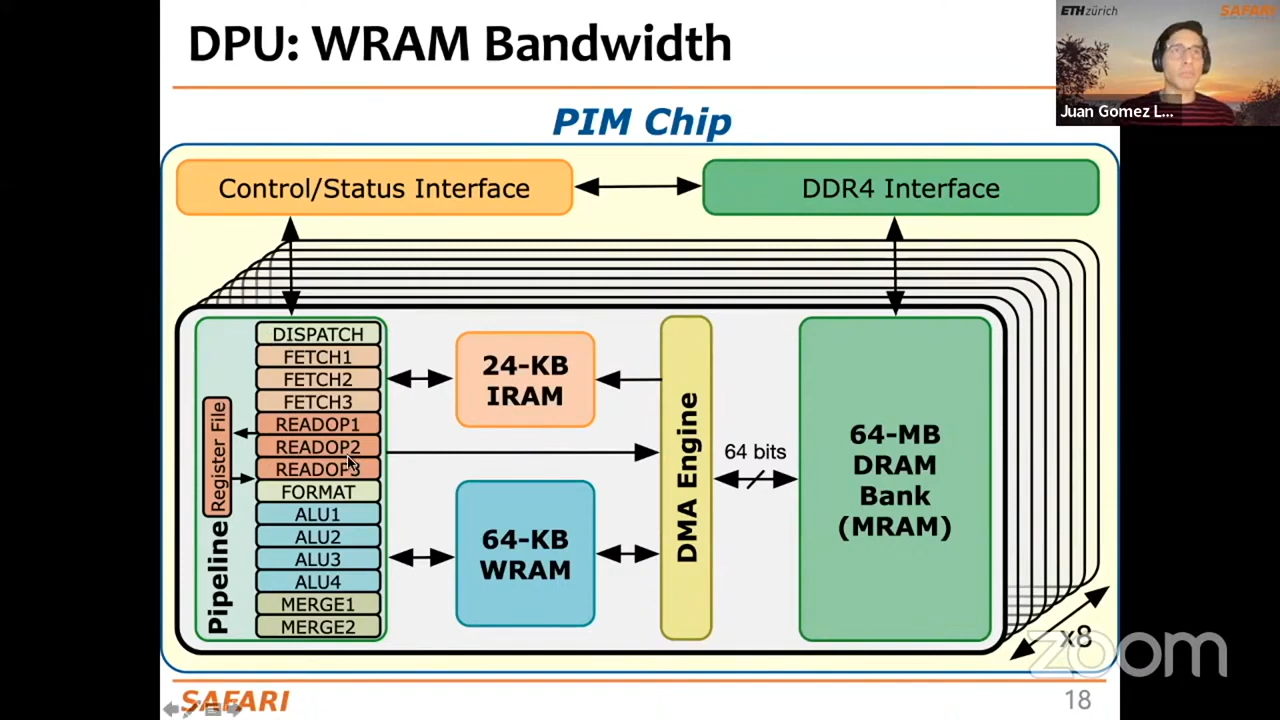 DPU: WRAM Bandwidth
ETH zürich
SAFARI
Juan Gomez L...
PIM Chip
Control/Status Interface
DDR4 Interface
DISPATCH
FETCH1
FETCH2
FETCH3
READOP1
READOP2
READOP3
FORMAT
ALU1
ALU2
ALU3
ALU4
MERGE1
MERGE2
Register File
Pipeline
24-KB
IRAM
64-KB
WRAM
DMA Engine
64 bits
64-MB
DRAM
Bank
(MRAM)
x8
zoom
SAFARI
18